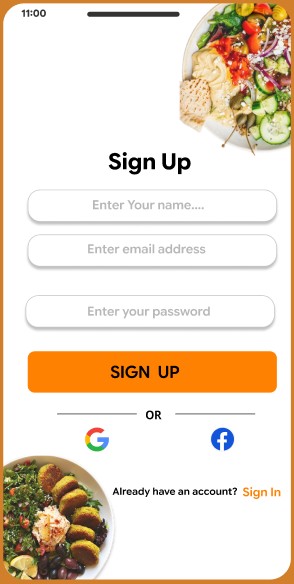 11:00
Sign Up
Enter Your name....
Enter email address
Enter your password
SIGN UP
OR
Already have an account? Sign In